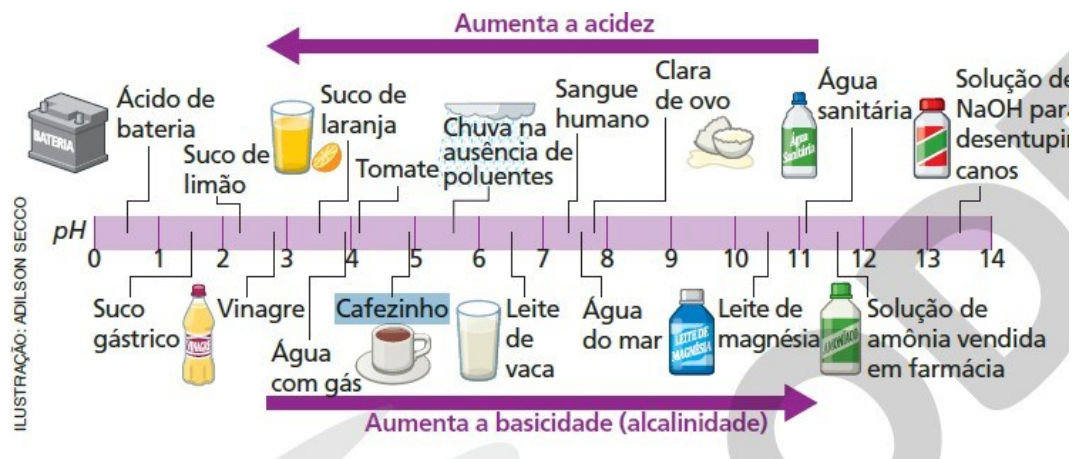 Aumenta a acidez
Ácido de
bateria
BATERIA
Suco de
limão
Suco de
laranja
Tomate
Chuva na
ausência de
poluentes
Sangue
humano
Clara
de ovo
Água
Sanitária
Água
sanitária
Solução de
NaOH para
desentupir
canos
pH
0 1 2 3 4 5 6 7 8 9 10 11 12 13 14
Suco
gástrico
VINAGRE
Vinagre
Água
com gás
Cafezinho
Leite
de
vaca
Água
do mar
LEITE DE
MAGNÉSIA
Leite de
magnésia
AMONÍACO
Solução de
amônia vendida
em farmácia
Aumenta a basicidade (alcalinidade)
ILUSTRAÇÃO: ADILSON SECCO